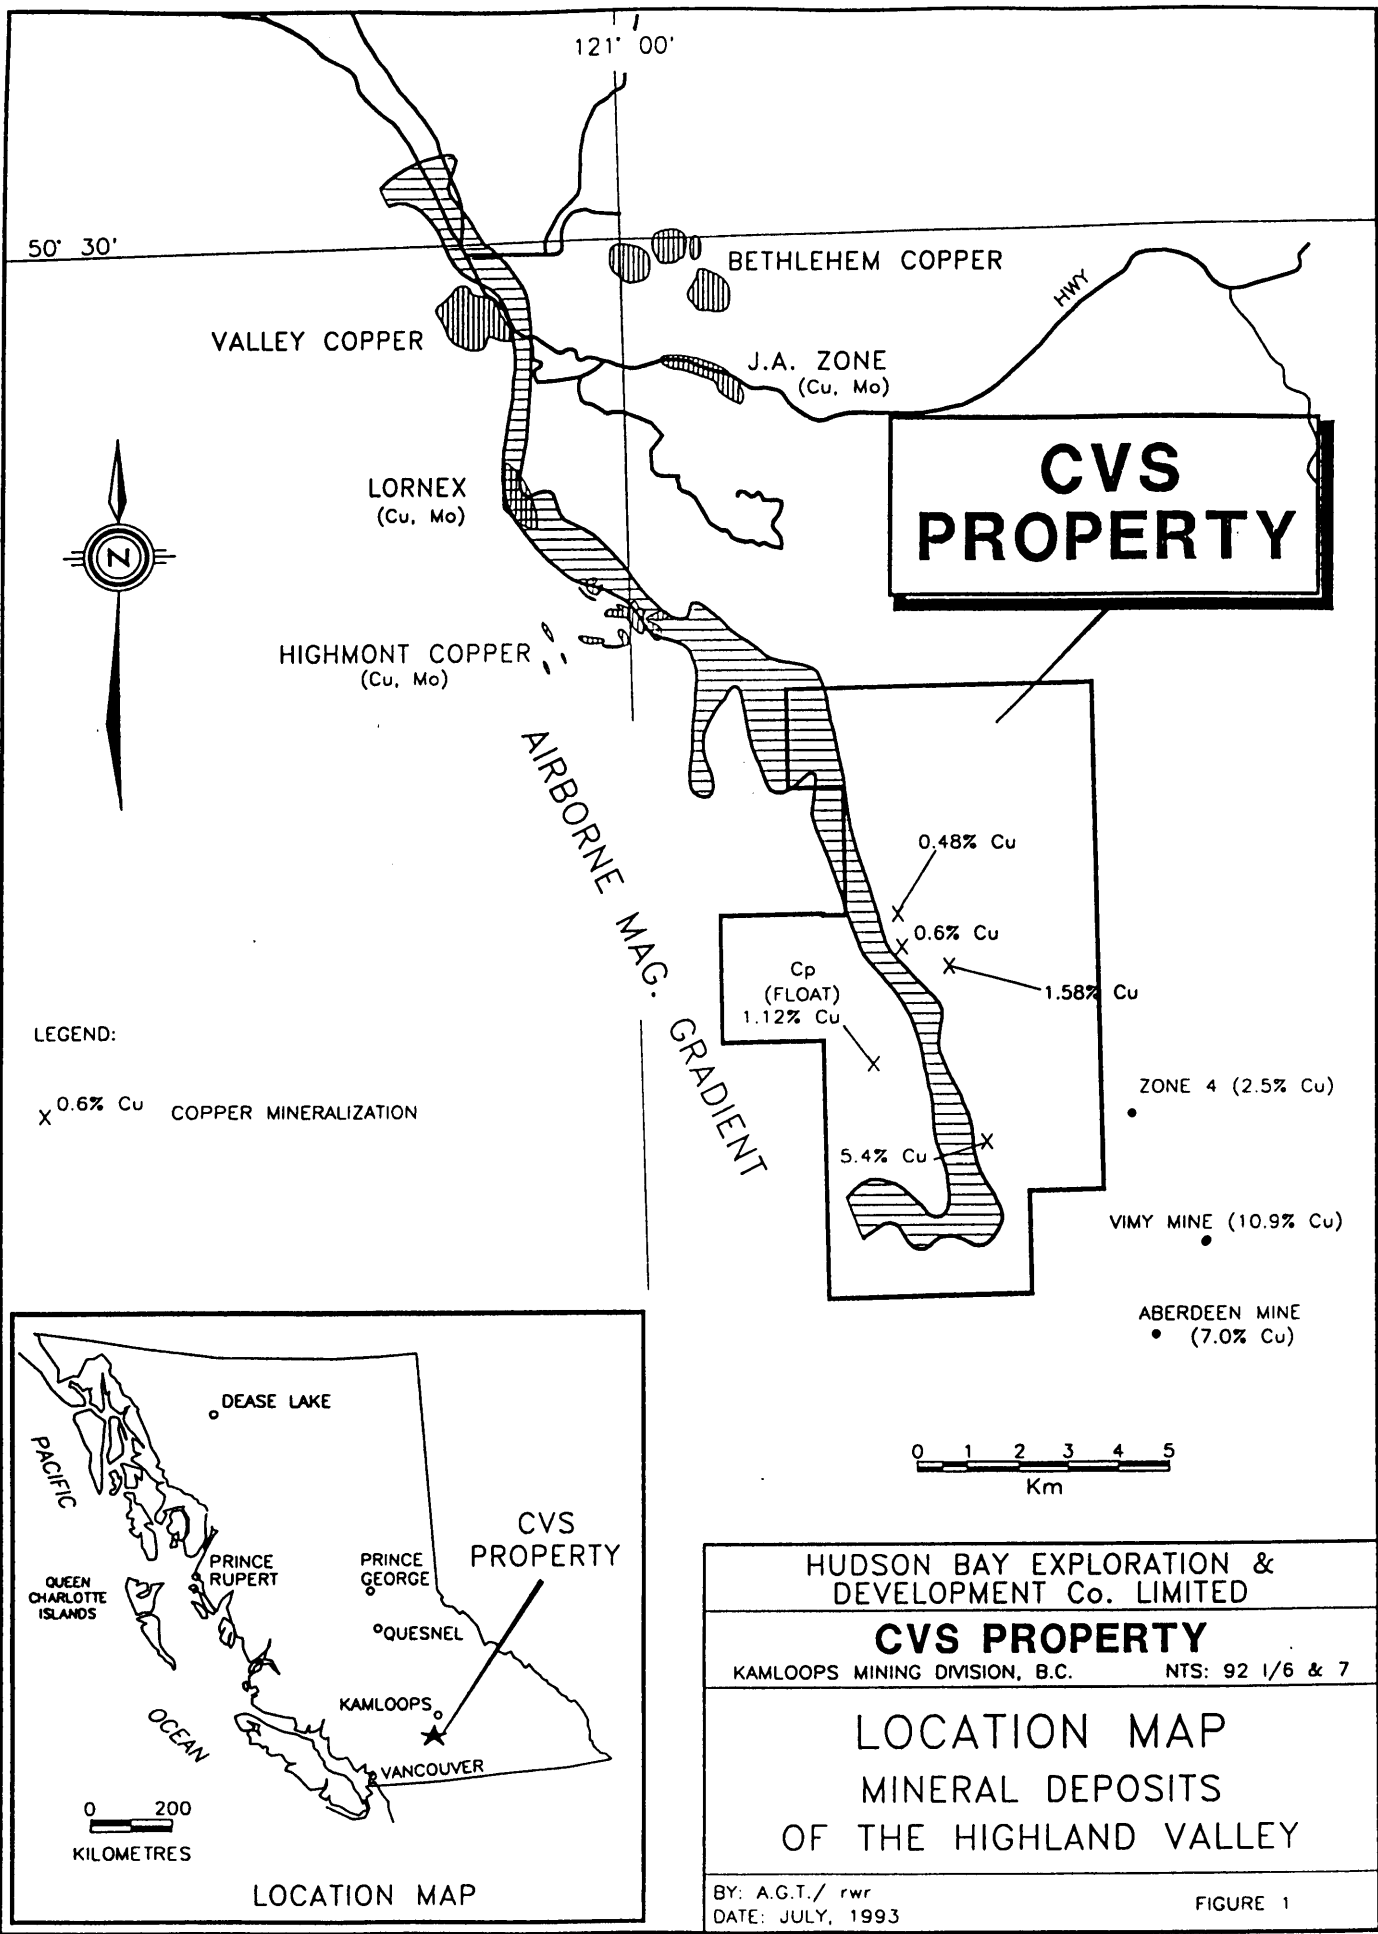 121° 00'
50° 30'
BETHLEHEM COPPER
HWY
VALLEY COPPER
J.A. ZONE
(Cu, Mo)
CVS
PROPERTY
LORNEX
(Cu, Mo)
N
HIGHMONT COPPER
(Cu, Mo)
AIRBORNE MAG. GRADIENT
0.48% Cu
0.6% Cu
1.58% Cu
Cp
(FLOAT)
1.12% Cu
5.4% Cu
ZONE 4 (2.5% Cu)
VIMY MINE (10.9% Cu)
ABERDEEN MINE
(7.0% Cu)
LEGEND:
X 0.6% Cu COPPER MINERALIZATION
0 1 2 3 4 5
Km
DEASE LAKE
PACIFIC
OCEAN
QUEEN
CHARLOTTE
ISLANDS
PRINCE
RUPERT
PRINCE
GEORGE
QUESNEL
CVS
PROPERTY
KAMLOOPS
VANCOUVER
0 200
KILOMETRES
LOCATION MAP
HUDSON BAY EXPLORATION &
DEVELOPMENT Co. LIMITED
CVS PROPERTY
KAMLOOPS MINING DIVISION, B.C. NTS: 92 I/6 & 7
LOCATION MAP
MINERAL DEPOSITS
OF THE HIGHLAND VALLEY
BY: A.G.T./ rwr
DATE: JULY, 1993
FIGURE 1